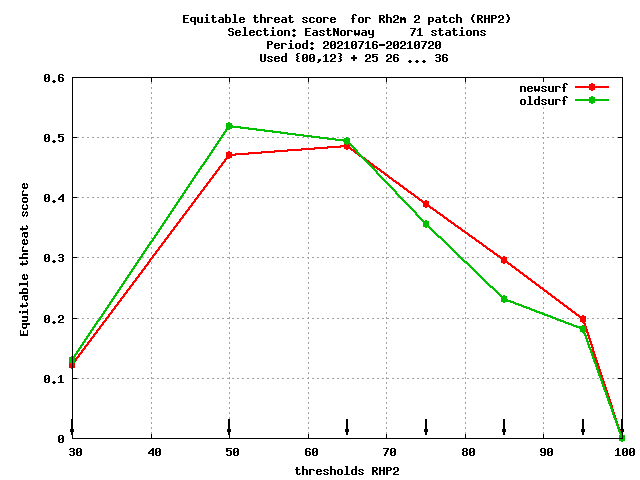 Equitable threat score  for Rh2m 2 patch (RHP2)
Selection: EastNorway     71 stations
Period: 20210716-20210720
Used {00,12} + 25 26 ... 36
newsurf
oldsurf
Equitable threat score
0.6
0.5
0.4
0.3
0.2
0.1
0
30 40 50 60 70 80 90 100
thresholds RHP2